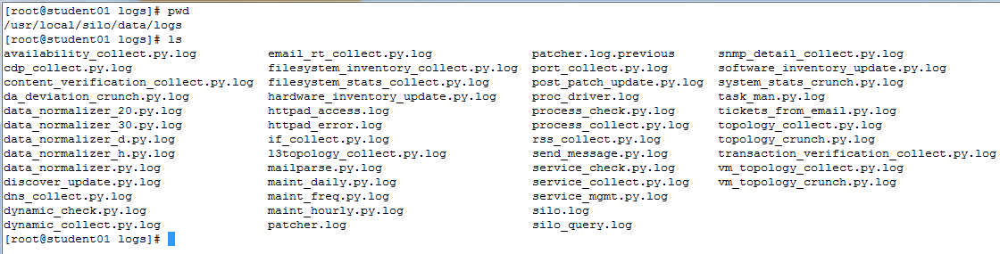 [root@student01 logs]# pwd
/usr/local/silo/data/logs
[root@student01 logs]# ls
availability_collect.py.log email_rt_collect.py.log patcher.log.previous snmp_detail_collect.py.log
cdp_collect.py.log filesystem_inventory_collect.py.log port_collect.py.log software_inventory_update.py.log
content_verification_collect.py.log filesystem_stats_collect.py.log post_patch_update.py.log system_stats_crunch.py.log
da_deviation_crunch.py.log hardware_inventory_update.py.log proc_driver.log task_man.py.log
data_normalizer_20.py.log httpad_access.log process_check.py.log tickets_from_email.py.log
data_normalizer_30.py.log httpad_error.log process_collect.py.log topology_collect.py.log
data_normalizer_d.py.log if_collect.py.log rss_collect.py.log topology_crunch.py.log
data_normalizer_h.py.log l3topology_collect.py.log send_message.py.log transaction_verification_collect.py.log
data_normalizer.py.log mailparse.py.log service_check.py.log vm_topology_collect.py.log
discover_update.py.log maint_daily.py.log service_collect.py.log vm_topology_crunch.py.log
dns_collect.py.log maint_freq.py.log service_mgmt.py.log
dynamic_check.py.log maint_hourly.py.log silo.log
dynamic_collect.py.log patcher.log silo_query.log
[root@student01 logs]#